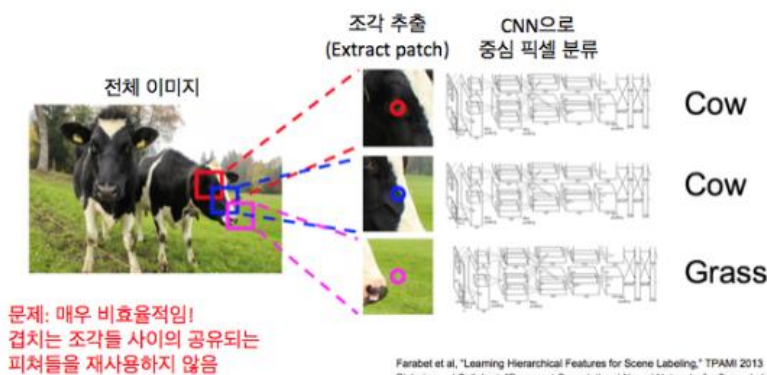 전체 이미지
조각 추출
(Extract patch)
CNN으로
중심 픽셀 분류
Cow
Cow
Grass
문제: 매우 비효율적임!
겹치는 조각들 사이의 공유되는
피쳐들을 재사용하지 않음
Farabet et al, "Learning Hierarchical Features for Scene Labeling," TPAMI 2013